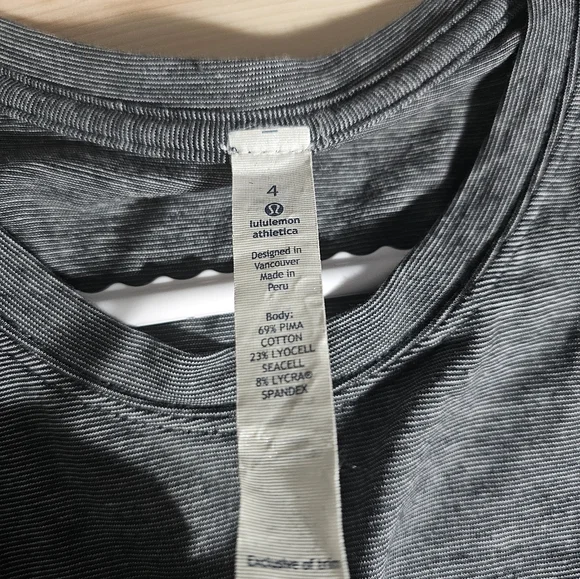 4
lululemon
athletica
Designed in
Vancouver
Made in
Peru
Body:
69% PIMA
COTTON
23% LYOCELL
SEACELL
8% LYCRA®
SPANDEX
Exclusive of trim